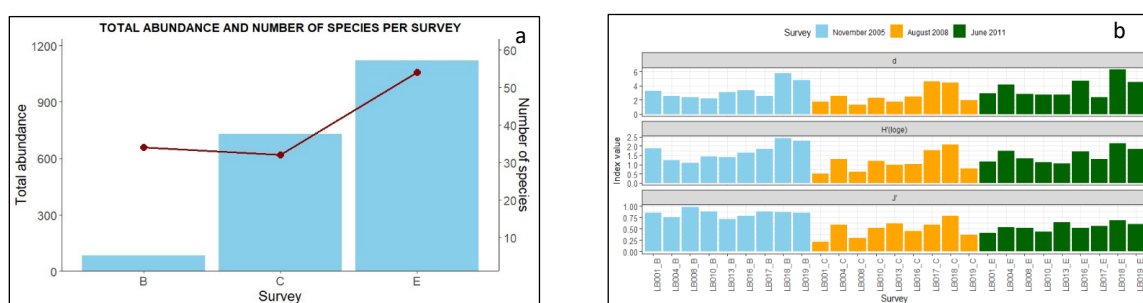 TOTAL ABUNDANCE AND NUMBER OF SPECIES PER SURVEY
a
1200
900
600
300
0
Total abundance
60
50
40
30
20
10
Number of species
B C E
Survey
b
Survey November 2005 August 2008 June 2011
d
6
4
2
0
H'(loge)
2.5
2.0
1.5
1.0
0.5
0.0
J'
1.00
0.75
0.50
0.25
0.00
Index value
LB001_B
LB004_B
LB008_B
LB010_B
LB013_B
LB016_B
LB017_B
LB018_B
LB019_B
LB001_C
LB004_C
LB008_C
LB010_C
LB013_C
LB016_C
LB017_C
LB018_C
LB019_C
LB001_E
LB004_E
LB008_E
LB010_E
LB013_E
LB016_E
LB017_E
LB018_E
LB019_E
Survey